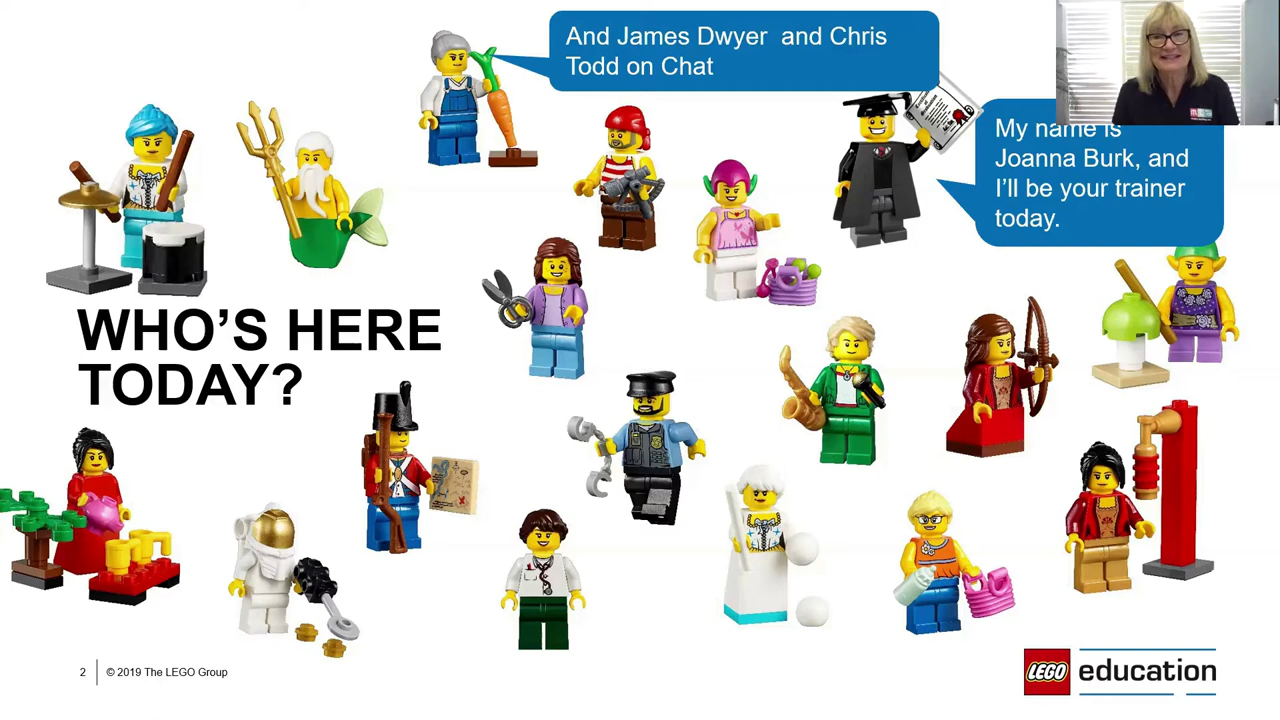 And James Dwyer and Chris
Todd on Chat
My name is
Joanna Burk, and
I'll be your trainer
today.
WHO'S HERE
TODAY?
2
© 2019 The LEGO Group
LEGO education